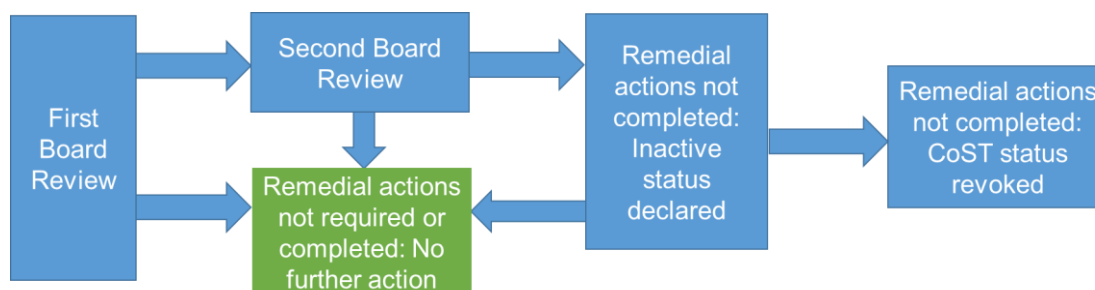 First
Board
Review
Second Board
Review
Remedial actions
not required or
completed: No
further action
Remedial
actions not
completed:
Inactive
status
declared
Remedial actions
not completed:
CoST status
revoked